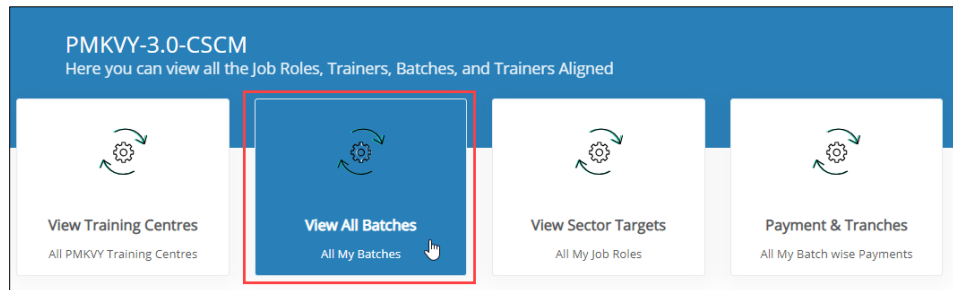 PMKVY-3.0-CSCM
Here you can view all the Job Roles, Trainers, Batches, and Trainers Aligned
View Training Centres
All PMKVY Training Centres
View All Batches
All My Batches
View Sector Targets
All My Job Roles
Payment & Tranches
All My Batch wise Payments